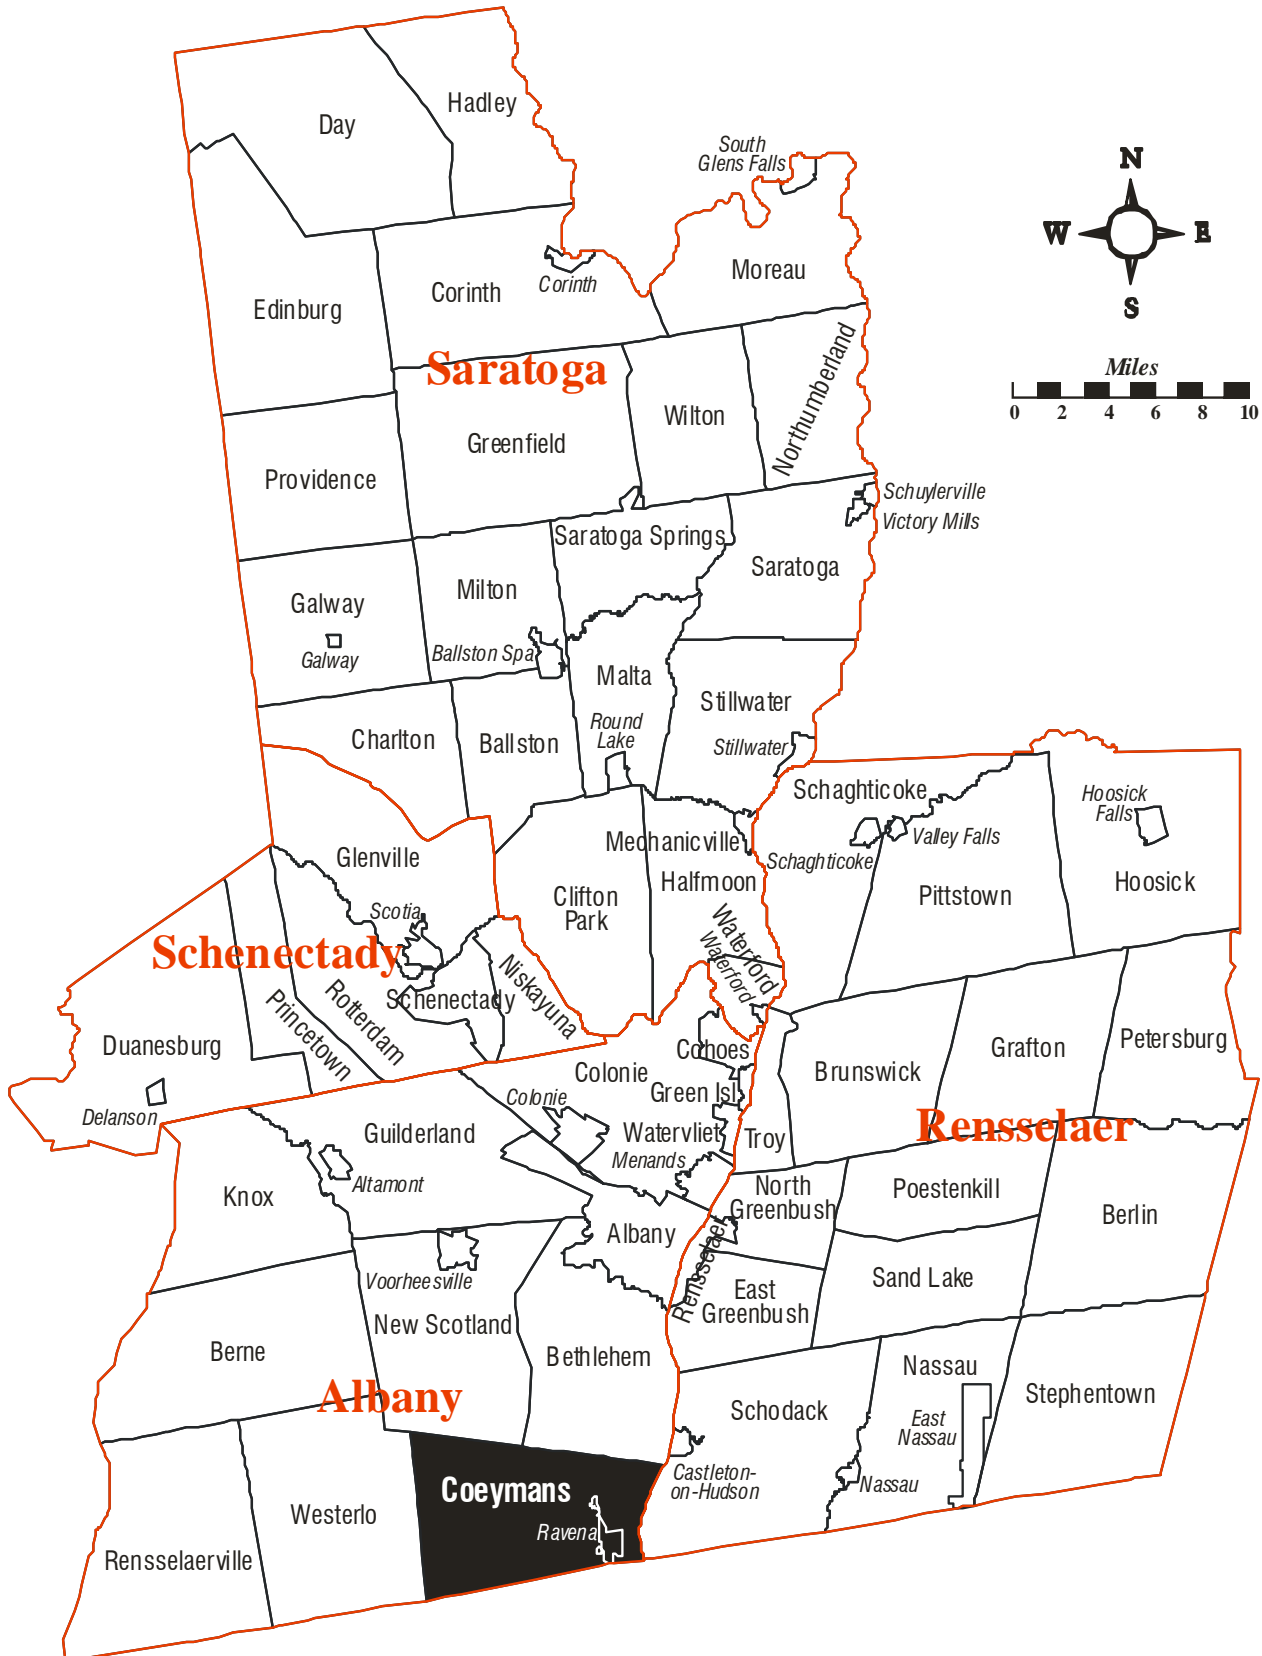 Hadley
Day
South
Glens Falls
N
W
E
S
Moreau
Corinth
Corinth
Edinburg
Northumberland
Miles
0 2 4 6 8 10
Saratoga
Wilton
Greenfield
Providence
Schuylerville
Victory Mills
Saratoga Springs
Saratoga
Milton
Galway
Galway
Ballston Spa
Malta
Stillwater
Round
Lake
Stillwater
Charlton
Ballston
Schaghticoke
Hoosick
Falls
Valley Falls
Schaghticoke
Mechanicville
Halfmoon
Glenville
Hoosick
Clifton
Park
Pittstown
Scotia
Waterford
Waterford
Schenectady
Niskayuna
Schenectady
Rotterdam
Princetown
Duanesburg
Delanson
Cohoes
Colonie
Green Isl.
Colonie
Brunswick
Grafton
Petersburg
Rensselaer
Guilderland
Watervliet
Menands
Troy
Altamont
Knox
North
Greenbush
Poestenkill
Berlin
Albany
Rensselaer
Voorheesville
Sand Lake
East
Greenbush
New Scotland
Berne
Bethlehem
Nassau
Albany
Stephentown
Schodack
East
Nassau
Castleton-
on-Hudson
Nassau
Coeymans
Ravena
Westerlo
Rensselaerville